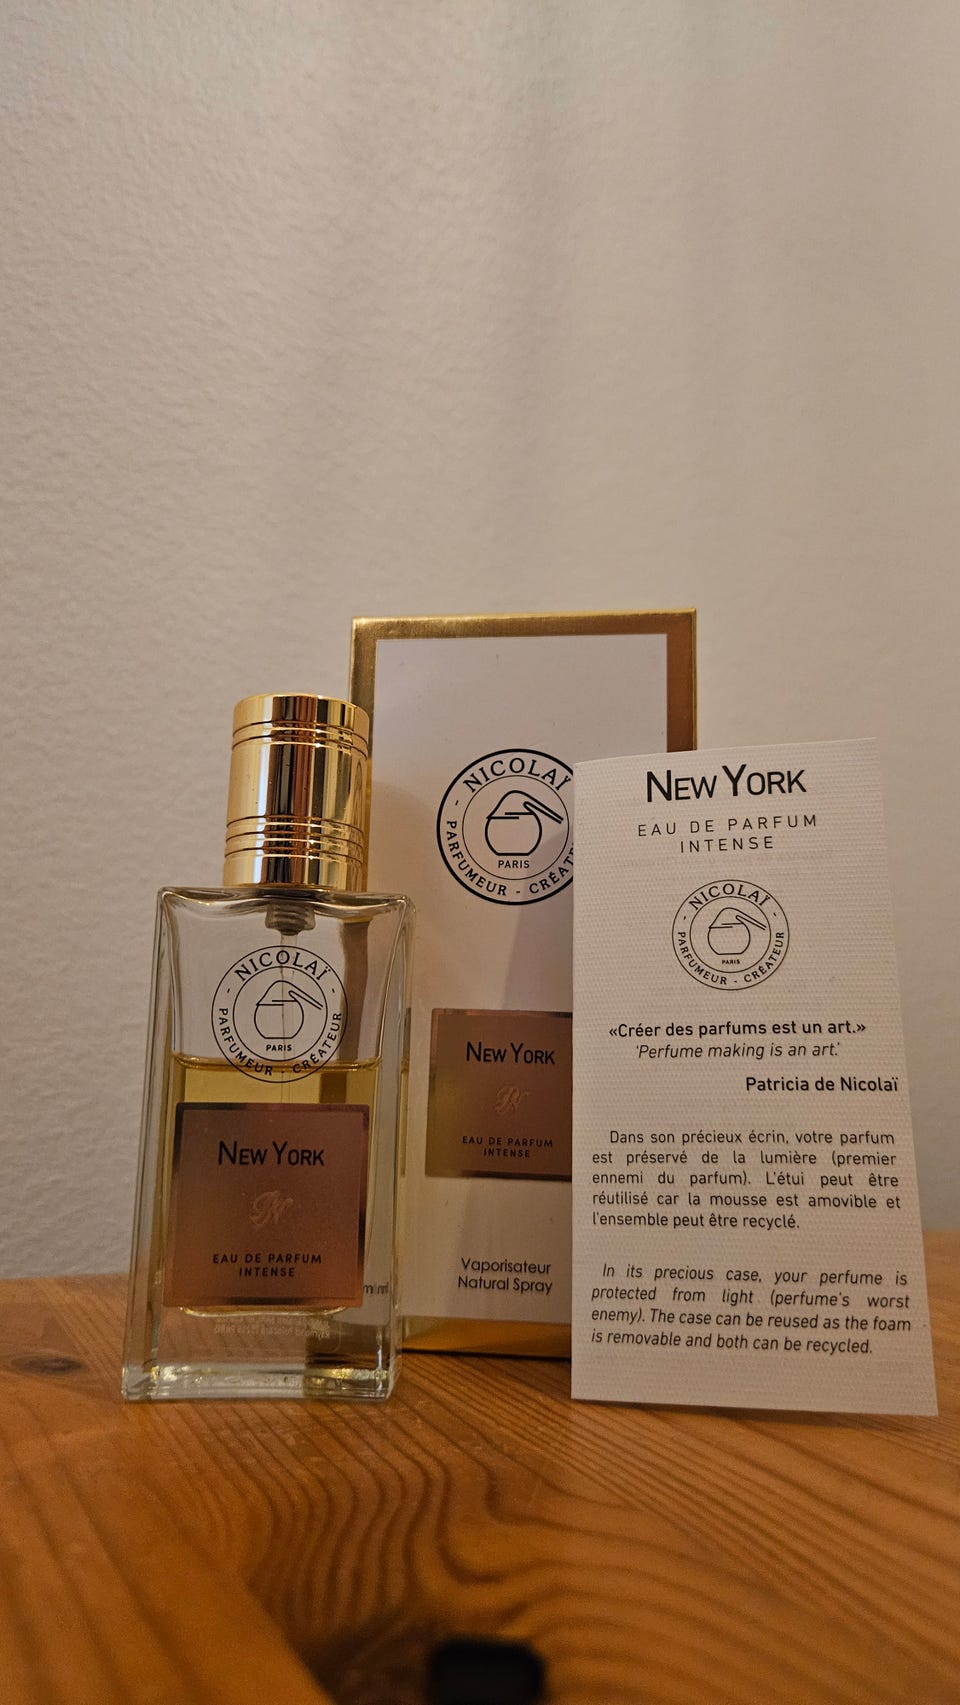 - NICOLAÏ -
PARFUMEUR - CRÉATEUR
PARIS
NEW YORK
EAU DE PARFUM
INTENSE
- NICOLAÏ
PARFUMEUR - CRÉATE
PARIS
NEW YORK
EAU DE PARFUM
INTENSE
Vaporisateur
Natural Spray
NEW YORK
EAU DE PARFUM
INTENSE
- NICOLAÏ -
PARFUMEUR - CRÉATEUR
PARIS
«Créer des parfums est un art.»
'Perfume making is an art.'
Patricia de Nicolaï
Dans son précieux écrin, votre parfum
est préservé de la lumière (premier
ennemi du parfum). L'étui peut être
réutilisé car la mousse est amovible et
l'ensemble peut être recyclé.
In its precious case, your perfume is
protected from light (perfume's worst
enemy). The case can be reused as the foam
is removable and both can be recycled.